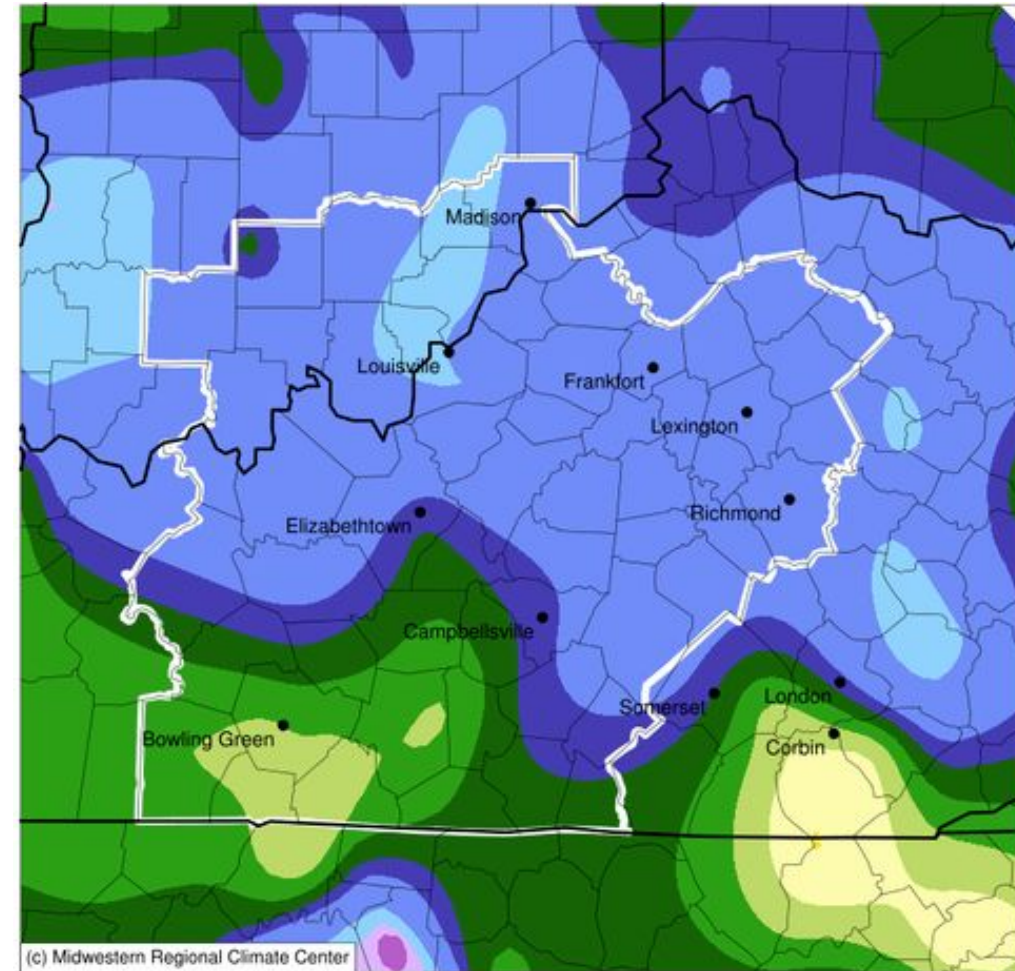 Madison
Louisville
Frankfort
Lexington
Richmond
Elizabethtown
Campbellsville
Somerset
London
Bowling Green
Corbin
(c) Midwestern Regional Climate Center